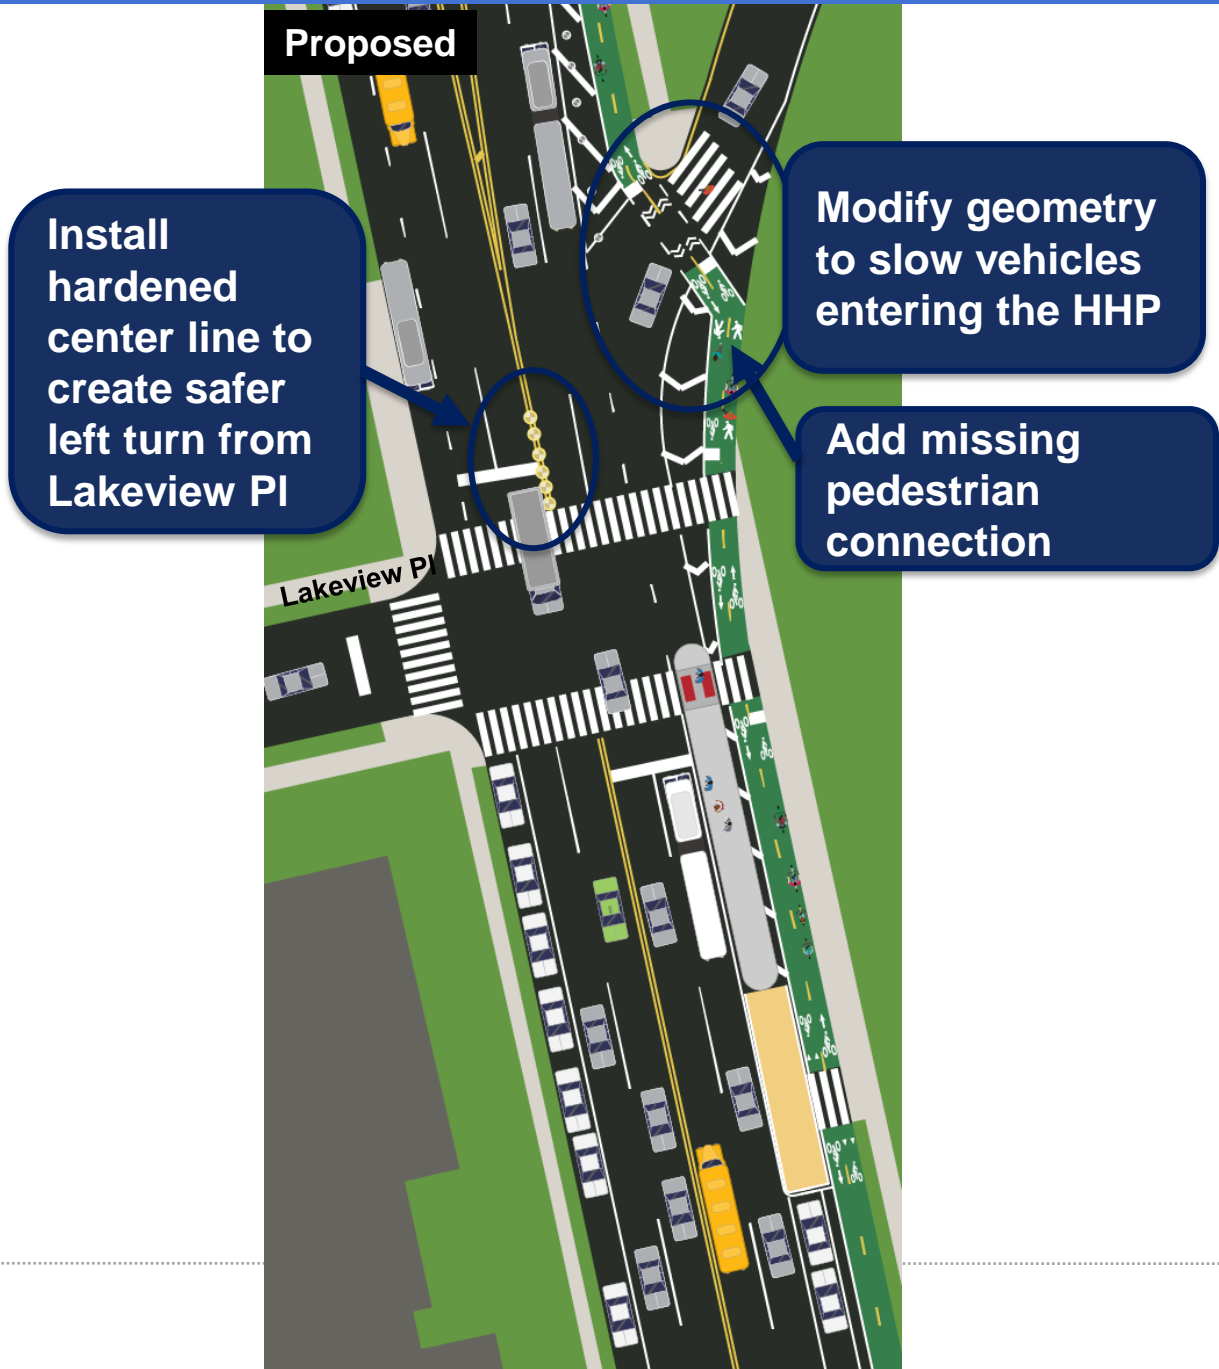 Proposed
Install
hardened
center line to
create safer
left turn from
Lakeview Pl
Modify geometry
to slow vehicles
entering the HHP
Add missing
pedestrian
connection
Lakeview Pl